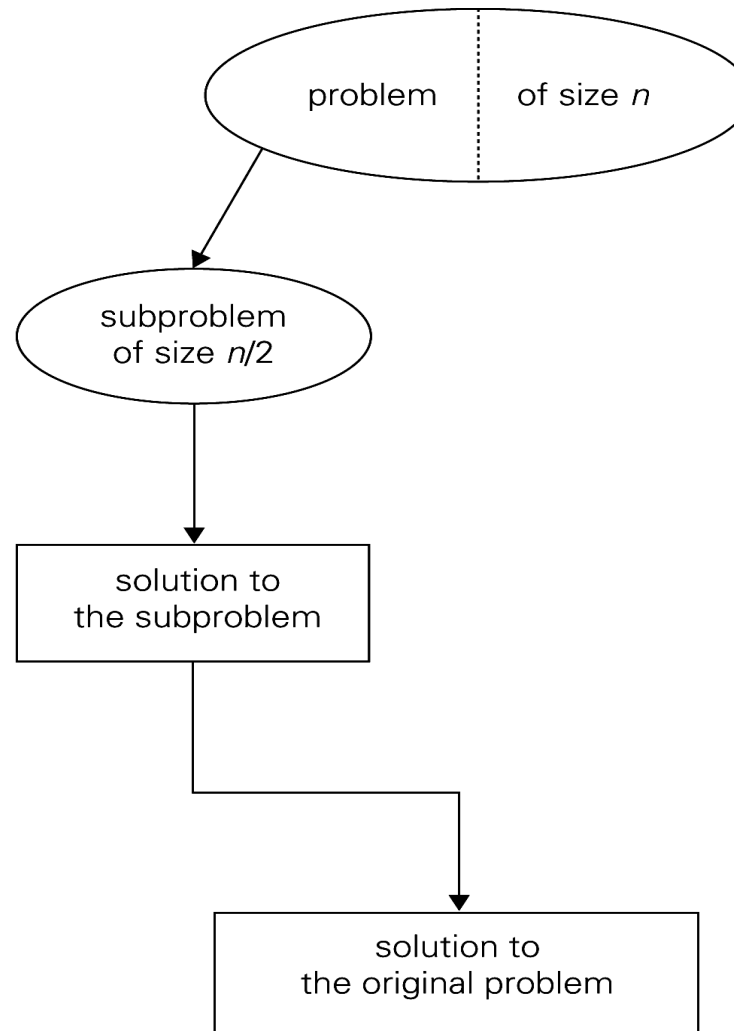 problem of size n
subproblem
of size n/2
solution to
the subproblem
solution to
the original problem